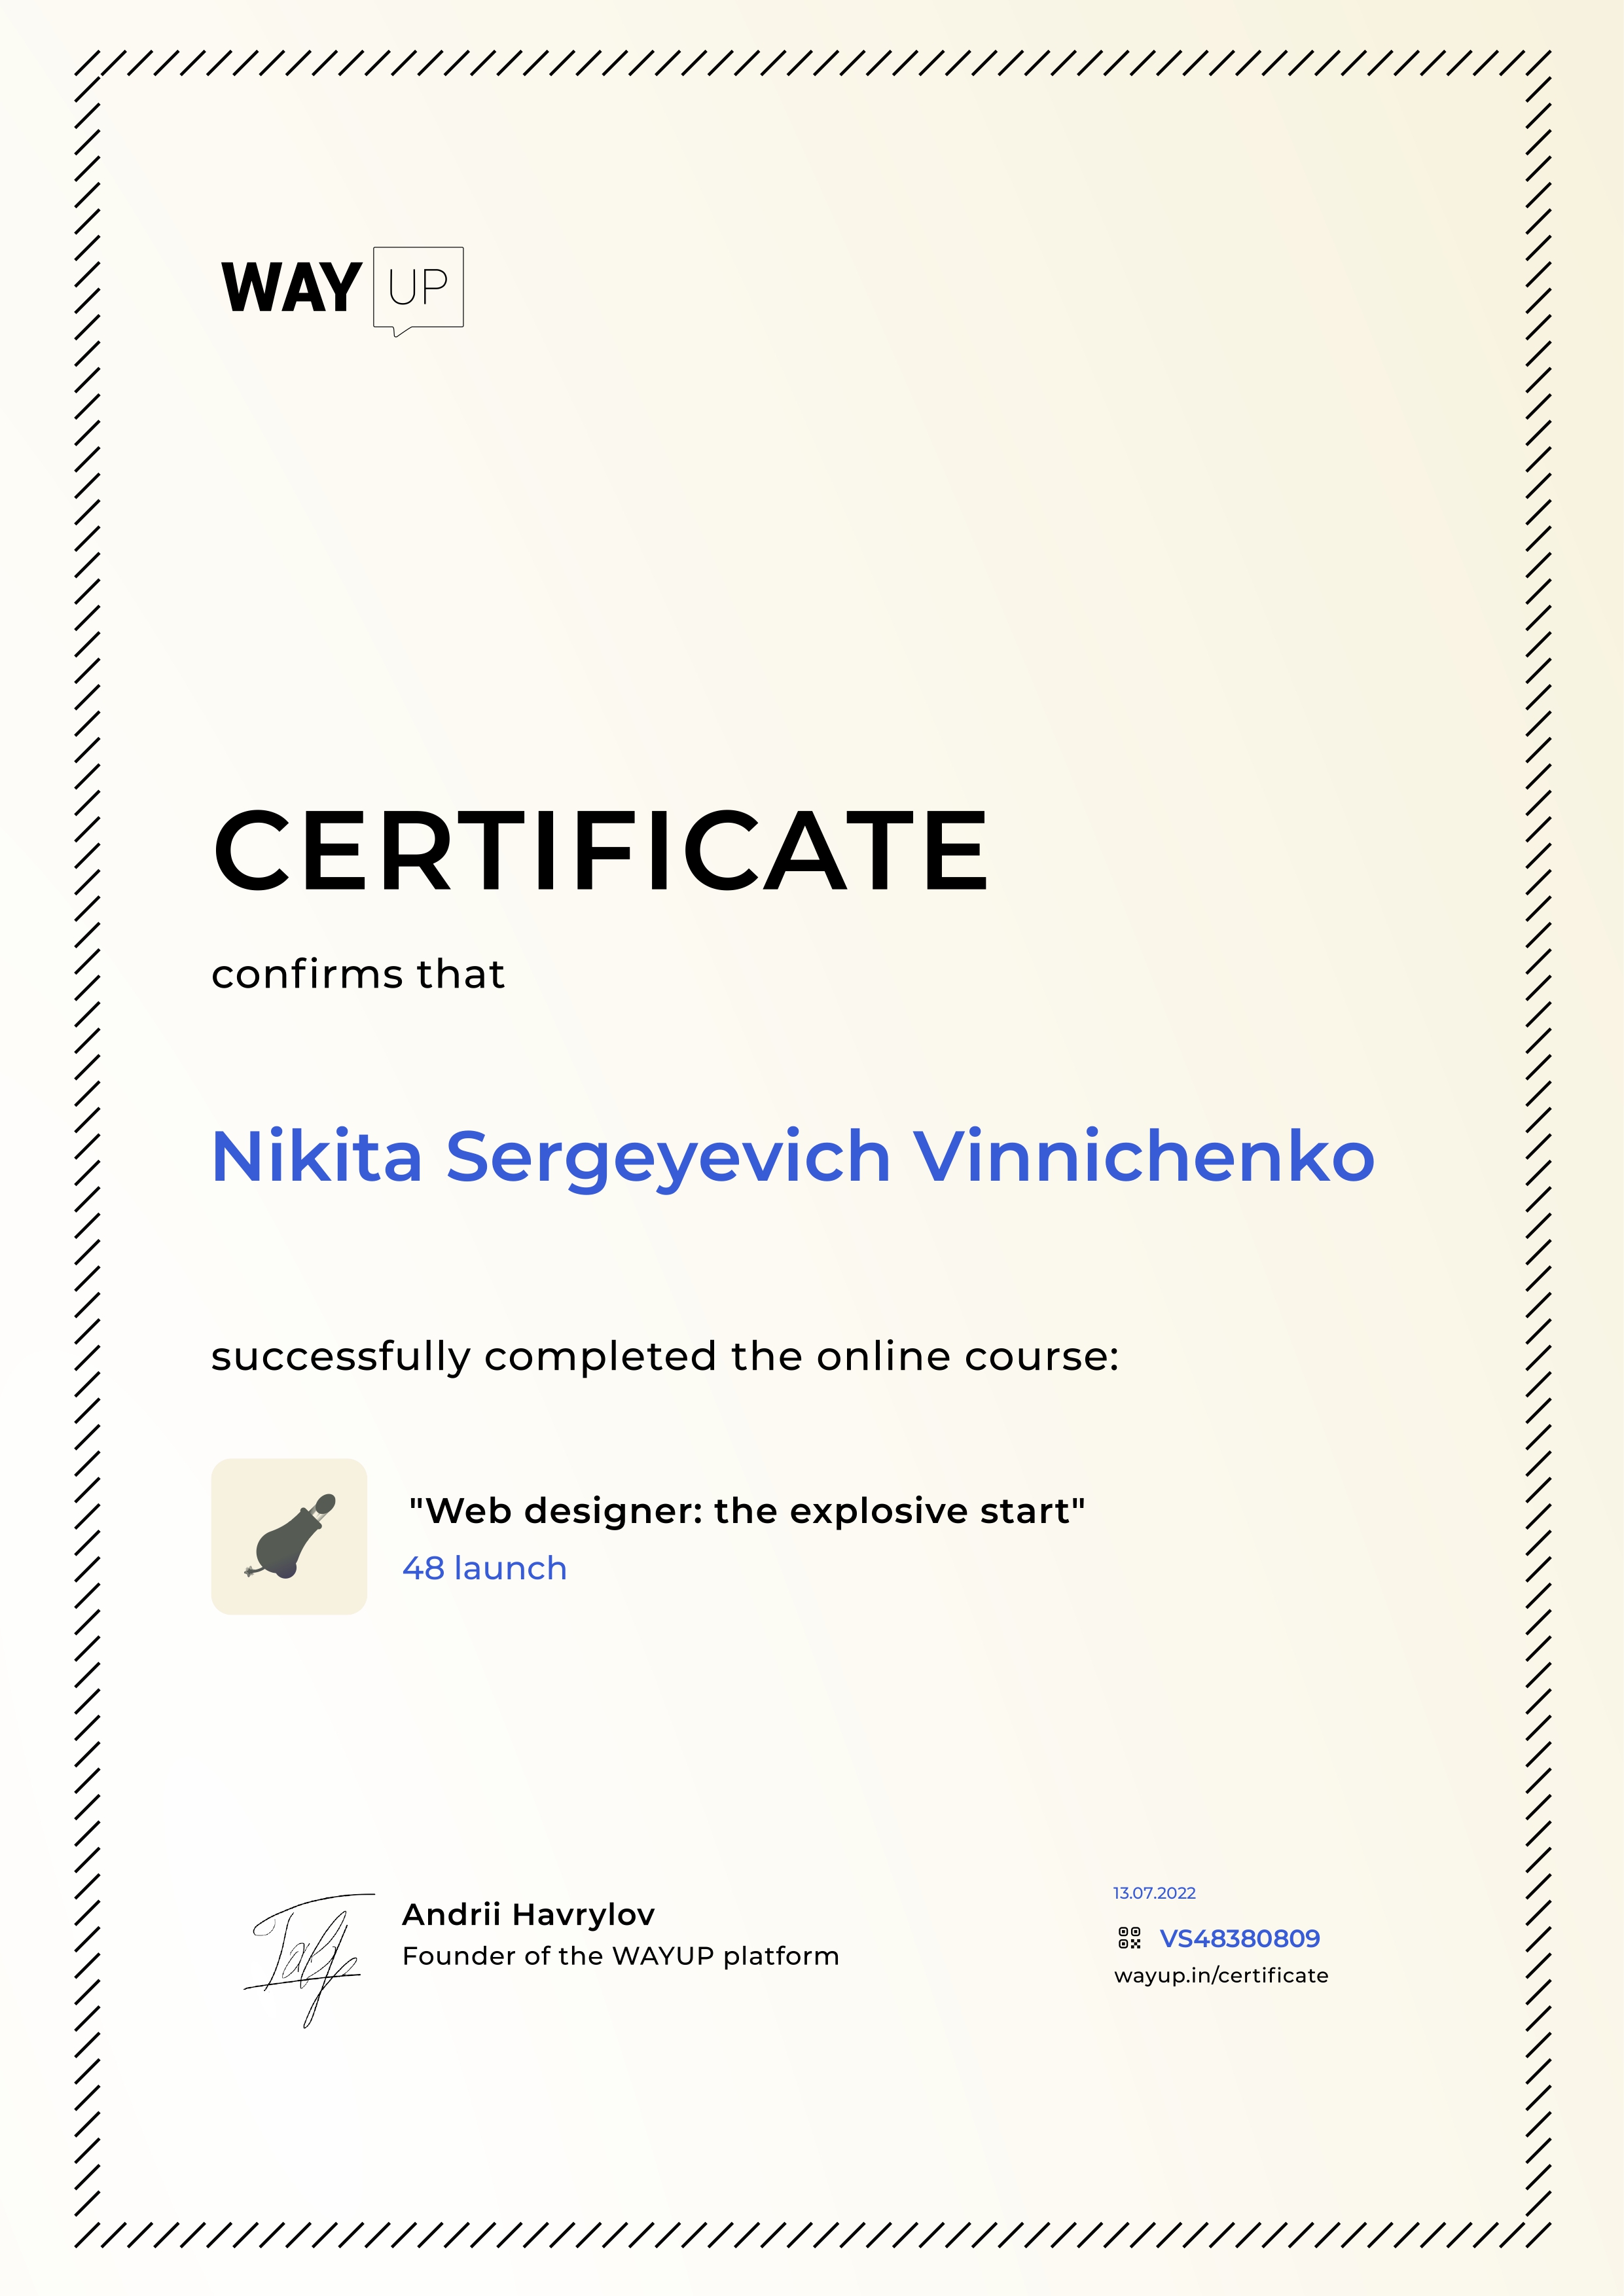 WAY UP
CERTIFICATE
confirms that
Nikita Sergeyevich Vinnichenko
successfully completed the online course:
"Web designer: the explosive start"
48 launch
Andrii Havrylov
Founder of the WAYUP platform
13.07.2022
VS48380809
wayup.in/certificate